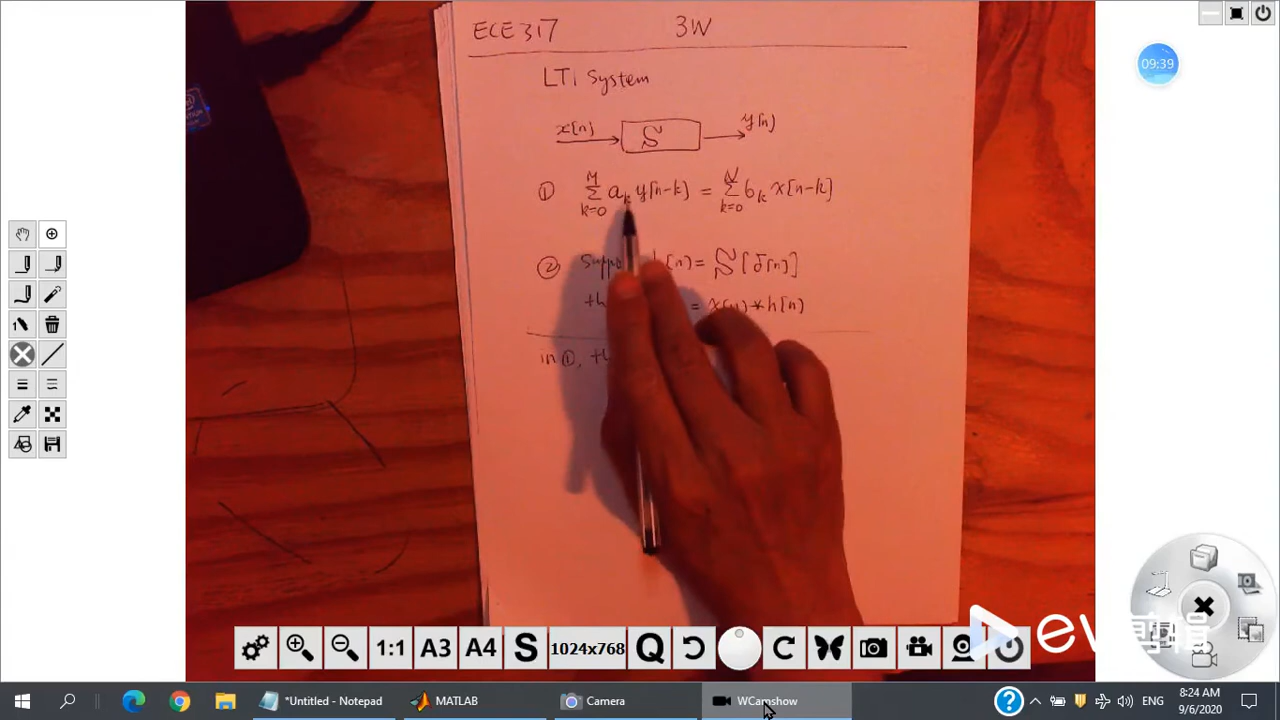 ECE 317 3W
09:39
LTi System
x[n] S y[n]
① M Σ k=0 a_k y[n-k] = N Σ k=0 b_k x[n-k]
② [n] = S[δ[n]]
= x[n] * h[n]
in ①,
1:1 A3 A4 S 1024x768 Q
*Untitled - Notepad MATLAB Camera WCamshow ENG 8:24 AM
9/6/2020